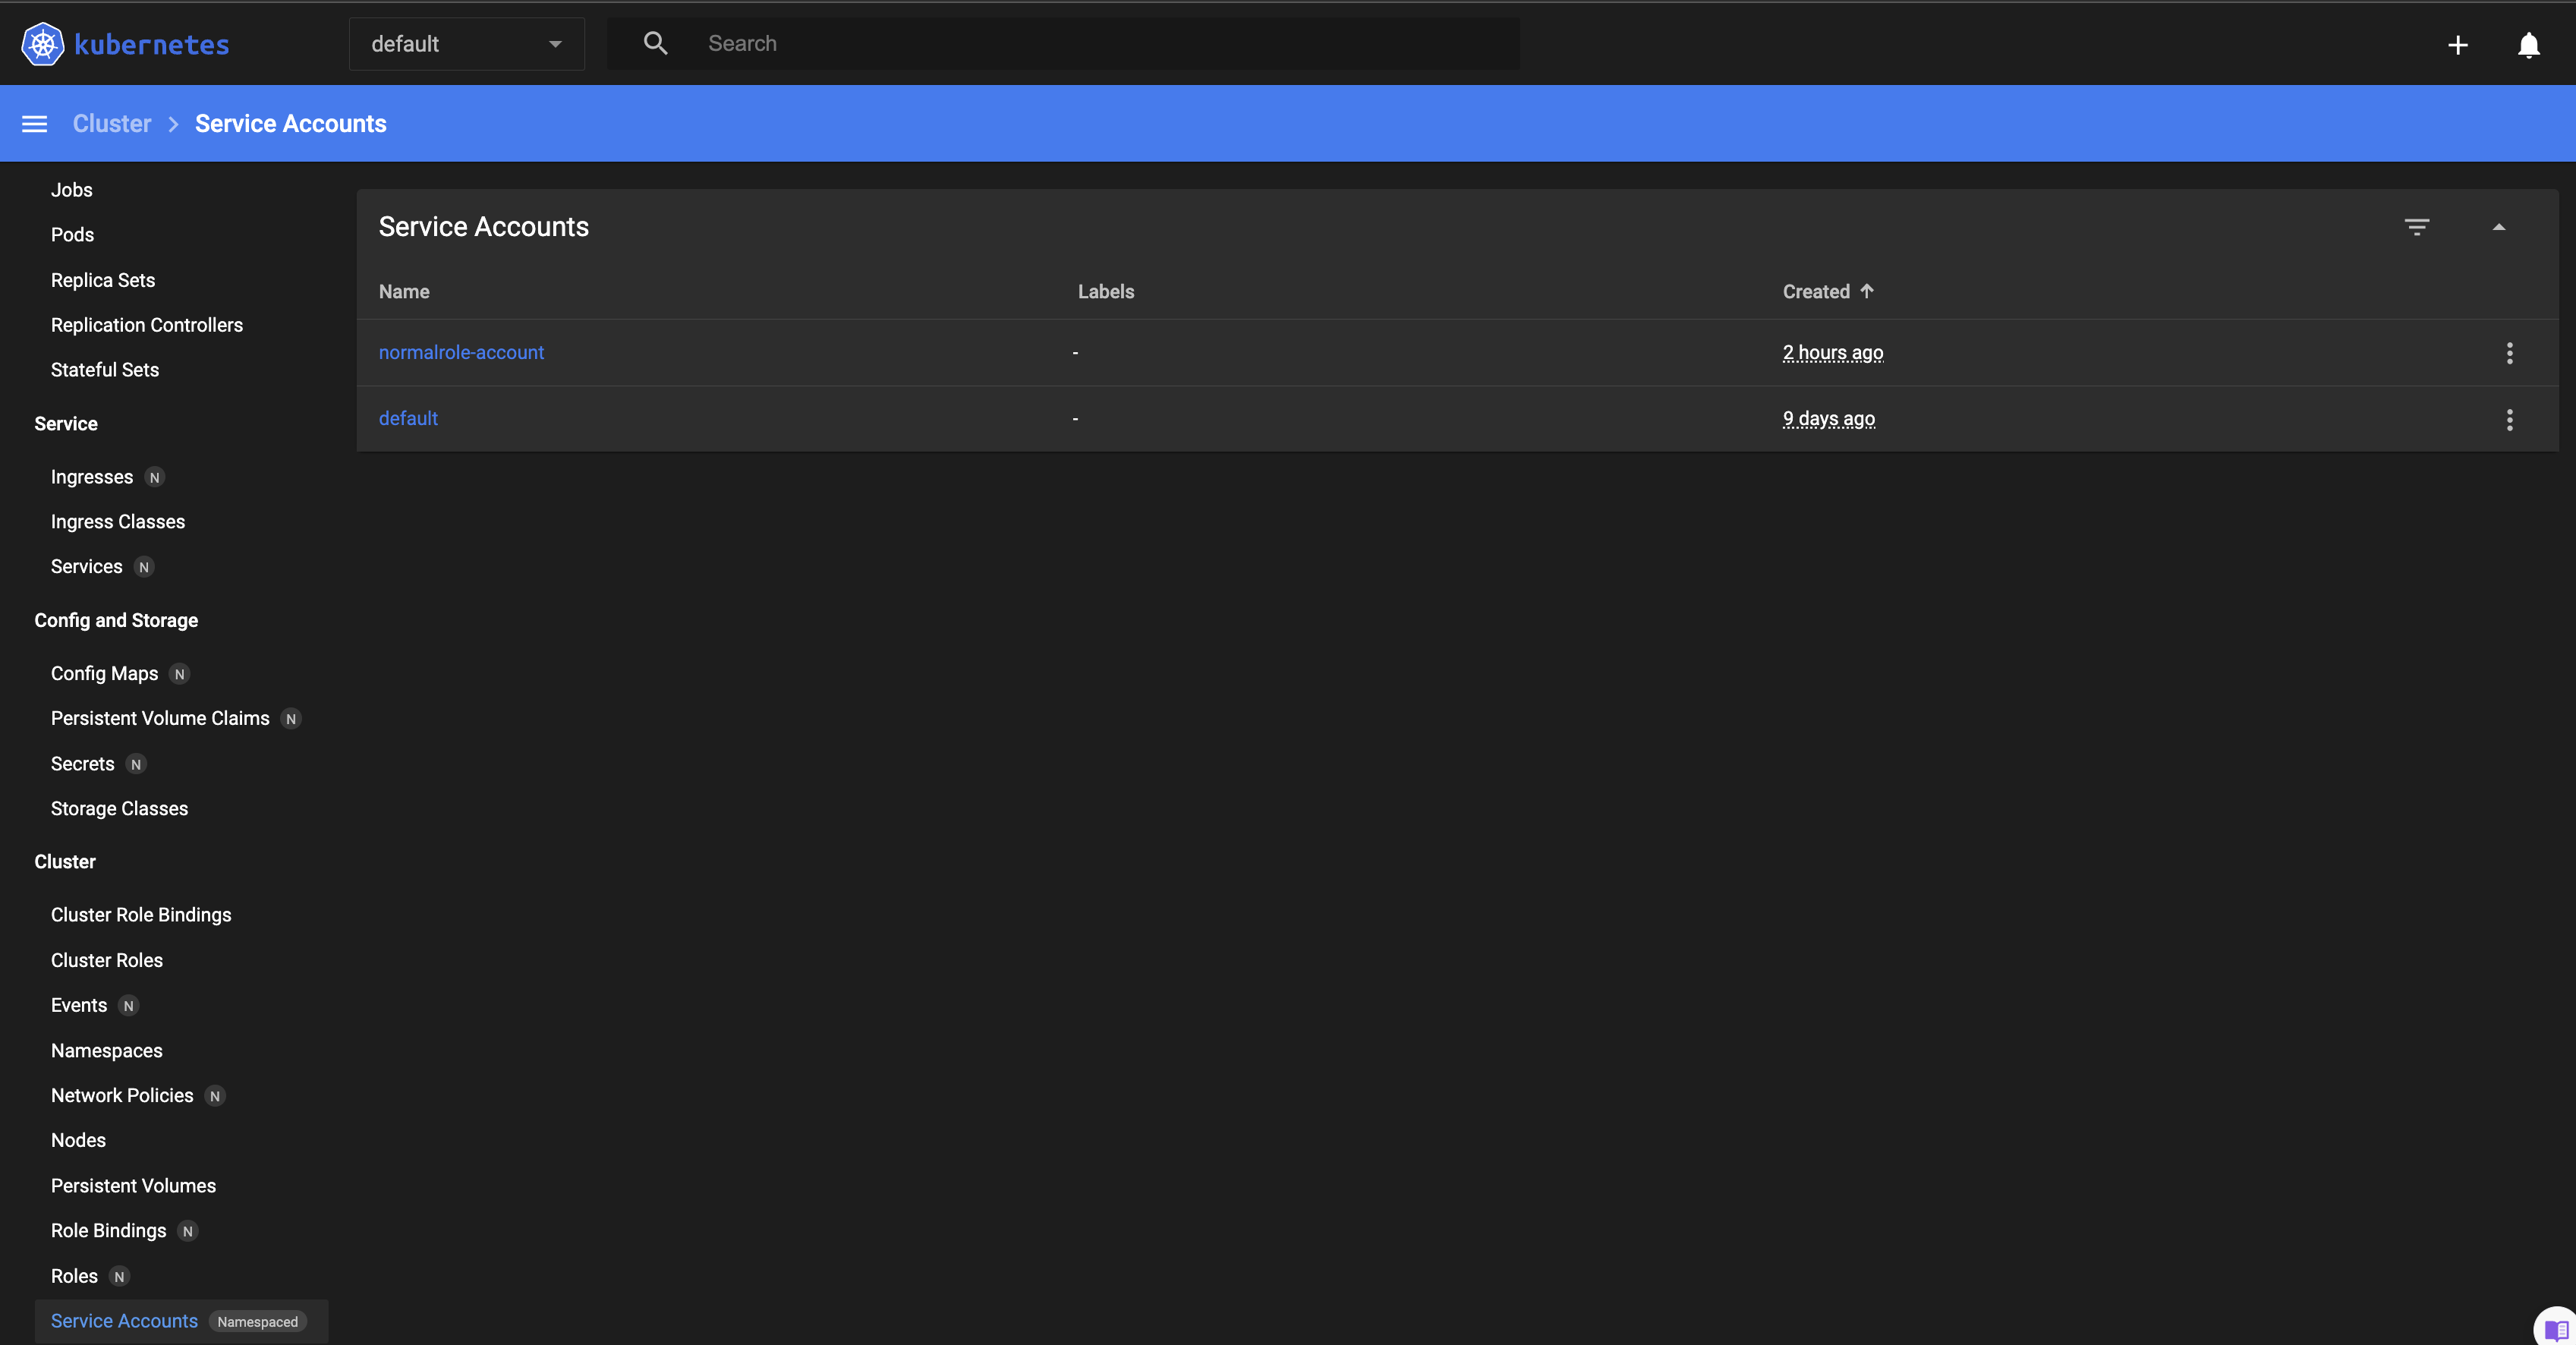 kubernetes
default
Search
Cluster > Service Accounts
Jobs
Pods
Replica Sets
Replication Controllers
Stateful Sets
Service
Ingresses N
Ingress Classes
Services N
Config and Storage
Config Maps N
Persistent Volume Claims N
Secrets N
Storage Classes
Cluster
Cluster Role Bindings
Cluster Roles
Events N
Namespaces
Network Policies N
Nodes
Persistent Volumes
Role Bindings N
Roles N
Service Accounts Namespaced
Service Accounts
Name Labels Created
normalrole-account - 2 hours ago
default - 9 days ago